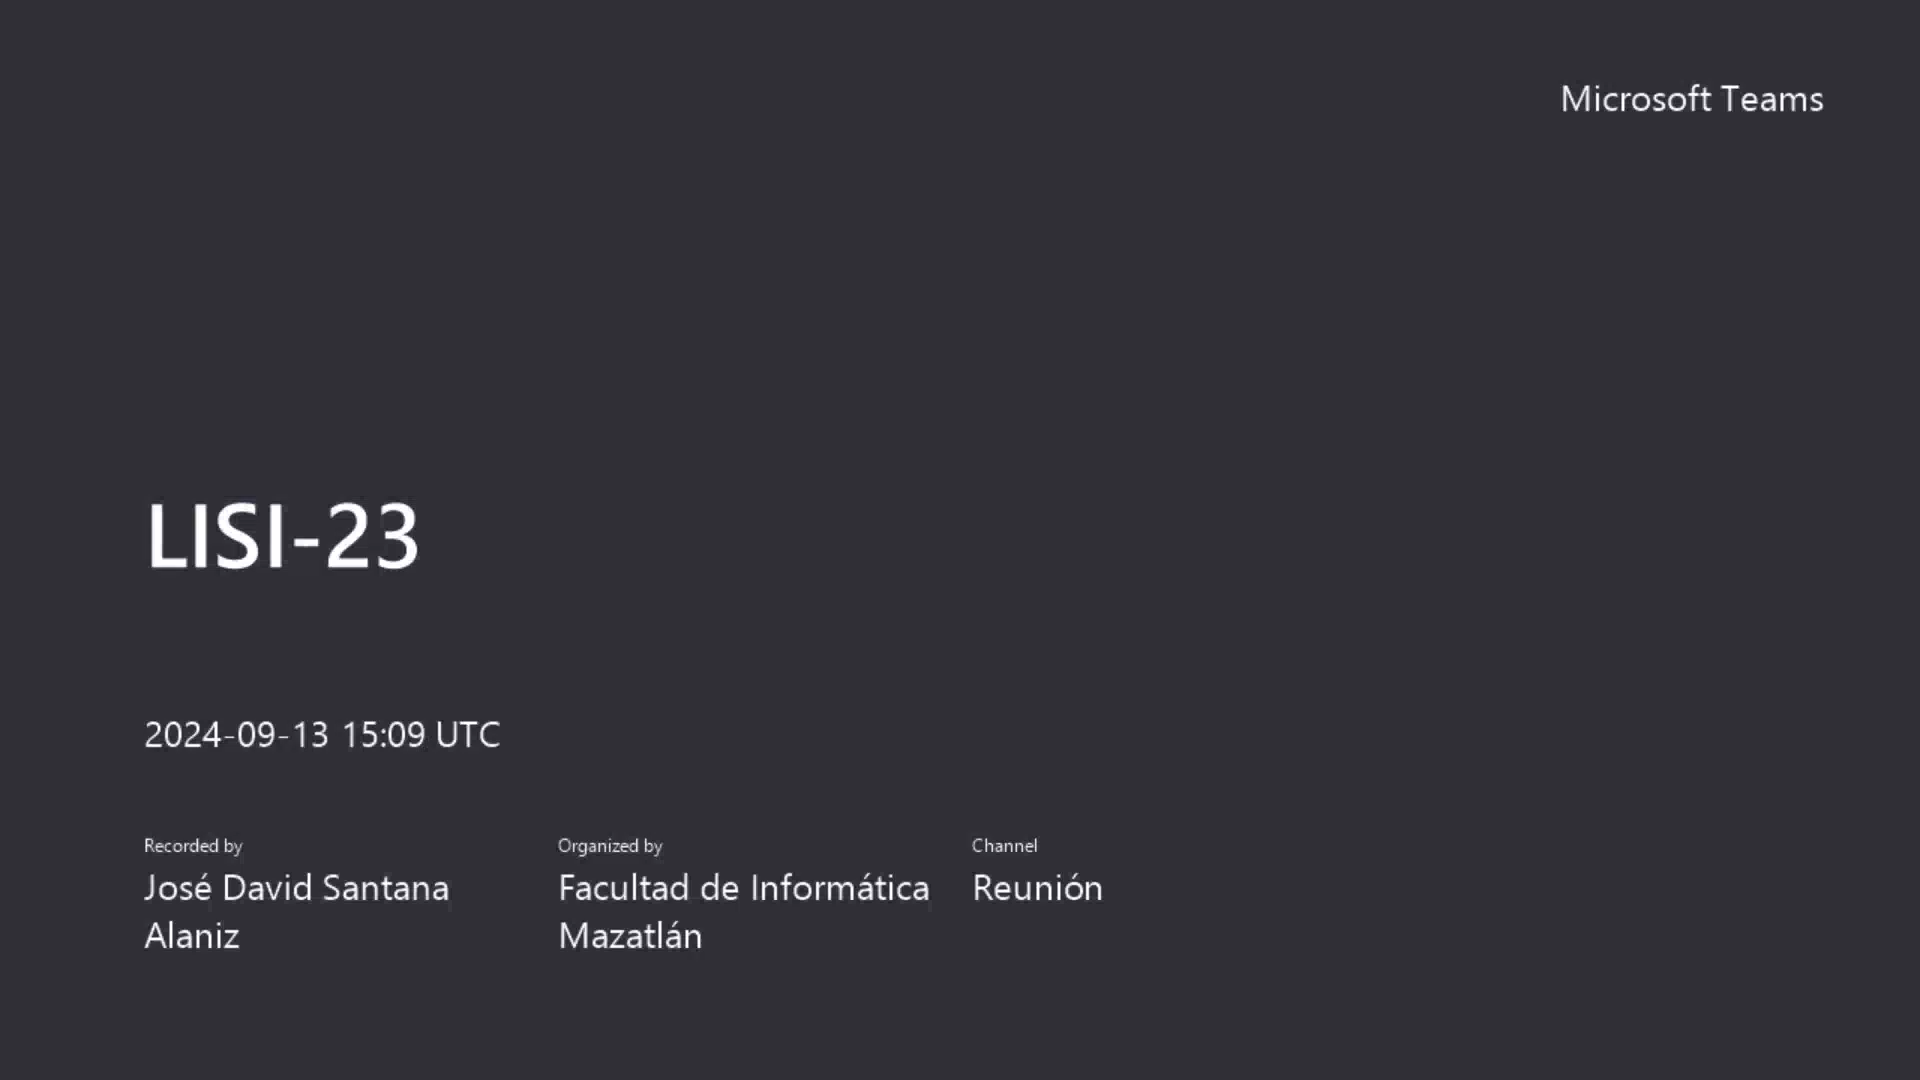 Microsoft Teams
LISI-23
2024-09-13 15:09 UTC
Recorded by
José David Santana
Alaniz
Organized by
Facultad de Informática
Mazatlán
Channel
Reunión